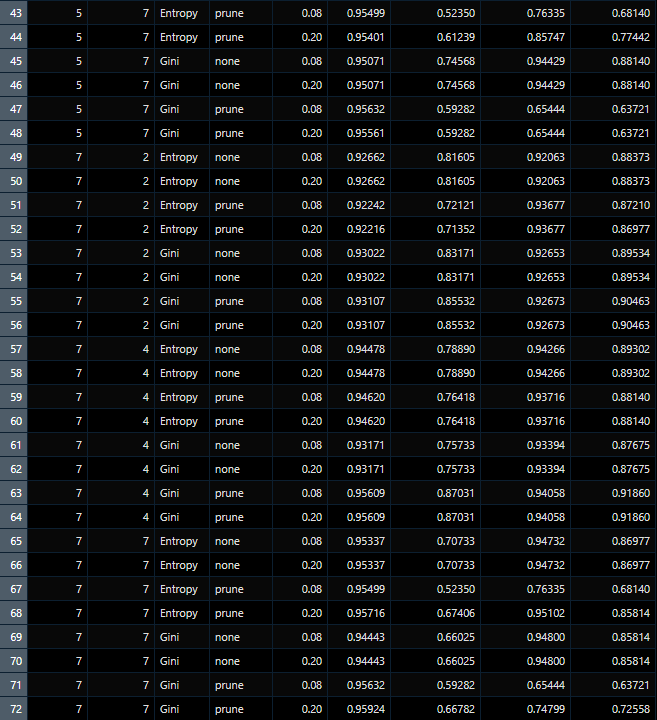 43 5 7 Entropy prune 0.08 0.95499 0.52350 0.76335 0.68140
44 5 7 Entropy prune 0.20 0.95401 0.61239 0.85747 0.77442
45 5 7 Gini none 0.08 0.95071 0.74568 0.94429 0.88140
46 5 7 Gini none 0.20 0.95071 0.74568 0.94429 0.88140
47 5 7 Gini prune 0.08 0.95632 0.59282 0.65444 0.63721
48 5 7 Gini prune 0.20 0.95561 0.59282 0.65444 0.63721
49 7 2 Entropy none 0.08 0.92662 0.81605 0.92063 0.88373
50 7 2 Entropy none 0.20 0.92662 0.81605 0.92063 0.88373
51 7 2 Entropy prune 0.08 0.92242 0.72121 0.93677 0.87210
52 7 2 Entropy prune 0.20 0.92216 0.71352 0.93677 0.86977
53 7 2 Gini none 0.08 0.93022 0.83171 0.92653 0.89534
54 7 2 Gini none 0.20 0.93022 0.83171 0.92653 0.89534
55 7 2 Gini prune 0.08 0.93107 0.85532 0.92673 0.90463
56 7 2 Gini prune 0.20 0.93107 0.85532 0.92673 0.90463
57 7 4 Entropy none 0.08 0.94478 0.78890 0.94266 0.89302
58 7 4 Entropy none 0.20 0.94478 0.78890 0.94266 0.89302
59 7 4 Entropy prune 0.08 0.94620 0.76418 0.93716 0.88140
60 7 4 Entropy prune 0.20 0.94620 0.76418 0.93716 0.88140
61 7 4 Gini none 0.08 0.93171 0.75733 0.93394 0.87675
62 7 4 Gini none 0.20 0.93171 0.75733 0.93394 0.87675
63 7 4 Gini prune 0.08 0.95609 0.87031 0.94058 0.91860
64 7 4 Gini prune 0.20 0.95609 0.87031 0.94058 0.91860
65 7 7 Entropy none 0.08 0.95337 0.70733 0.94732 0.86977
66 7 7 Entropy none 0.20 0.95337 0.70733 0.94732 0.86977
67 7 7 Entropy prune 0.08 0.95499 0.52350 0.76335 0.68140
68 7 7 Entropy prune 0.20 0.95716 0.67406 0.95102 0.85814
69 7 7 Gini none 0.08 0.94443 0.66025 0.94800 0.85814
70 7 7 Gini none 0.20 0.94443 0.66025 0.94800 0.85814
71 7 7 Gini prune 0.08 0.95632 0.59282 0.65444 0.63721
72 7 7 Gini prune 0.20 0.95924 0.66782 0.74799 0.72558